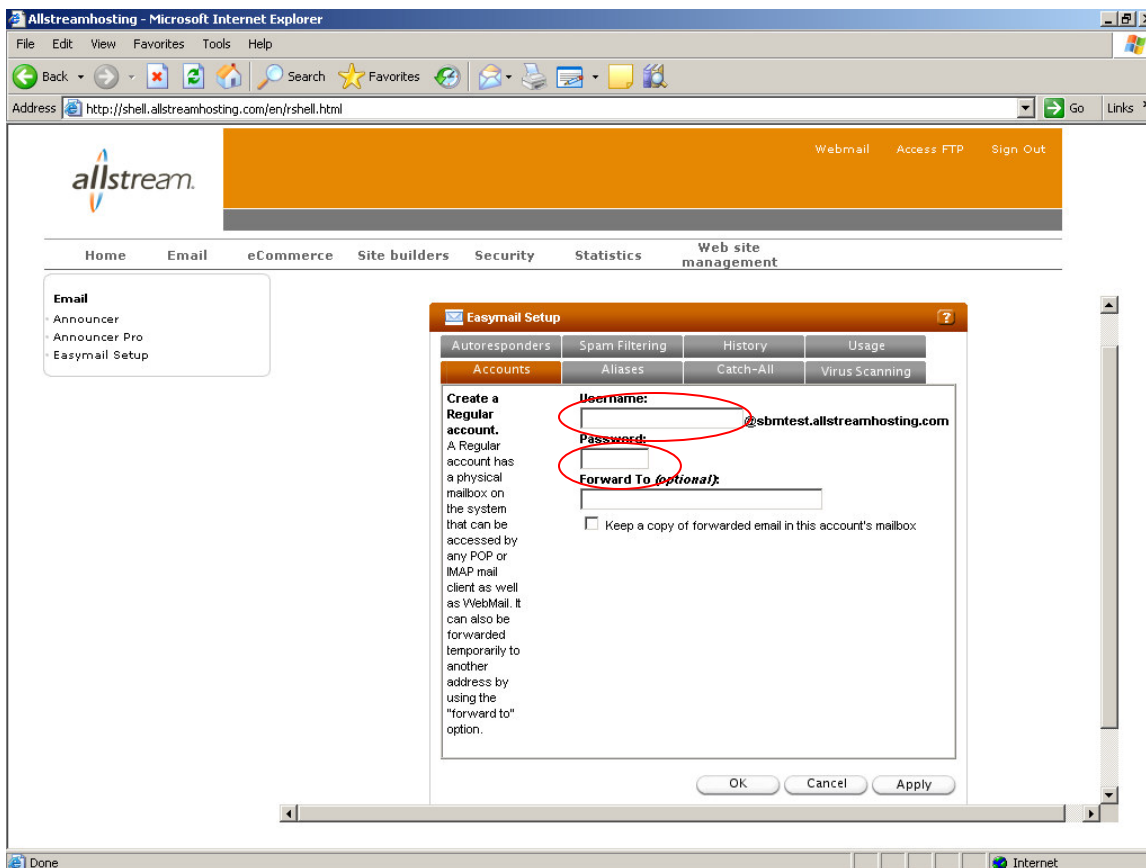 Allstreamhosting - Microsoft Internet Explorer
File Edit View Favorites Tools Help
Back Search Favorites
Address http://shell.allstreamhosting.com/en/rshell.html Go Links
allstream.
Webmail Access FTP Sign Out
Home Email eCommerce Site builders Security Statistics Web site management
Email
Announcer
Announcer Pro
Easymail Setup
Easymail Setup ?
Autoresponders Spam Filtering History Usage
Accounts Aliases Catch-All Virus Scanning
Create a
Regular
account.
A Regular
account has
a physical
mailbox on
the system
that can be
accessed by
any POP or
IMAP mail
client as well
as WebMail. It
can also be
forwarded
temporarily to
another
address by
using the
"forward to"
option.
Username:
@sbmtest.allstreamhosting.com
Password:
Forward To (optional):
Keep a copy of forwarded email in this account's mailbox
OK Cancel Apply
Done Internet